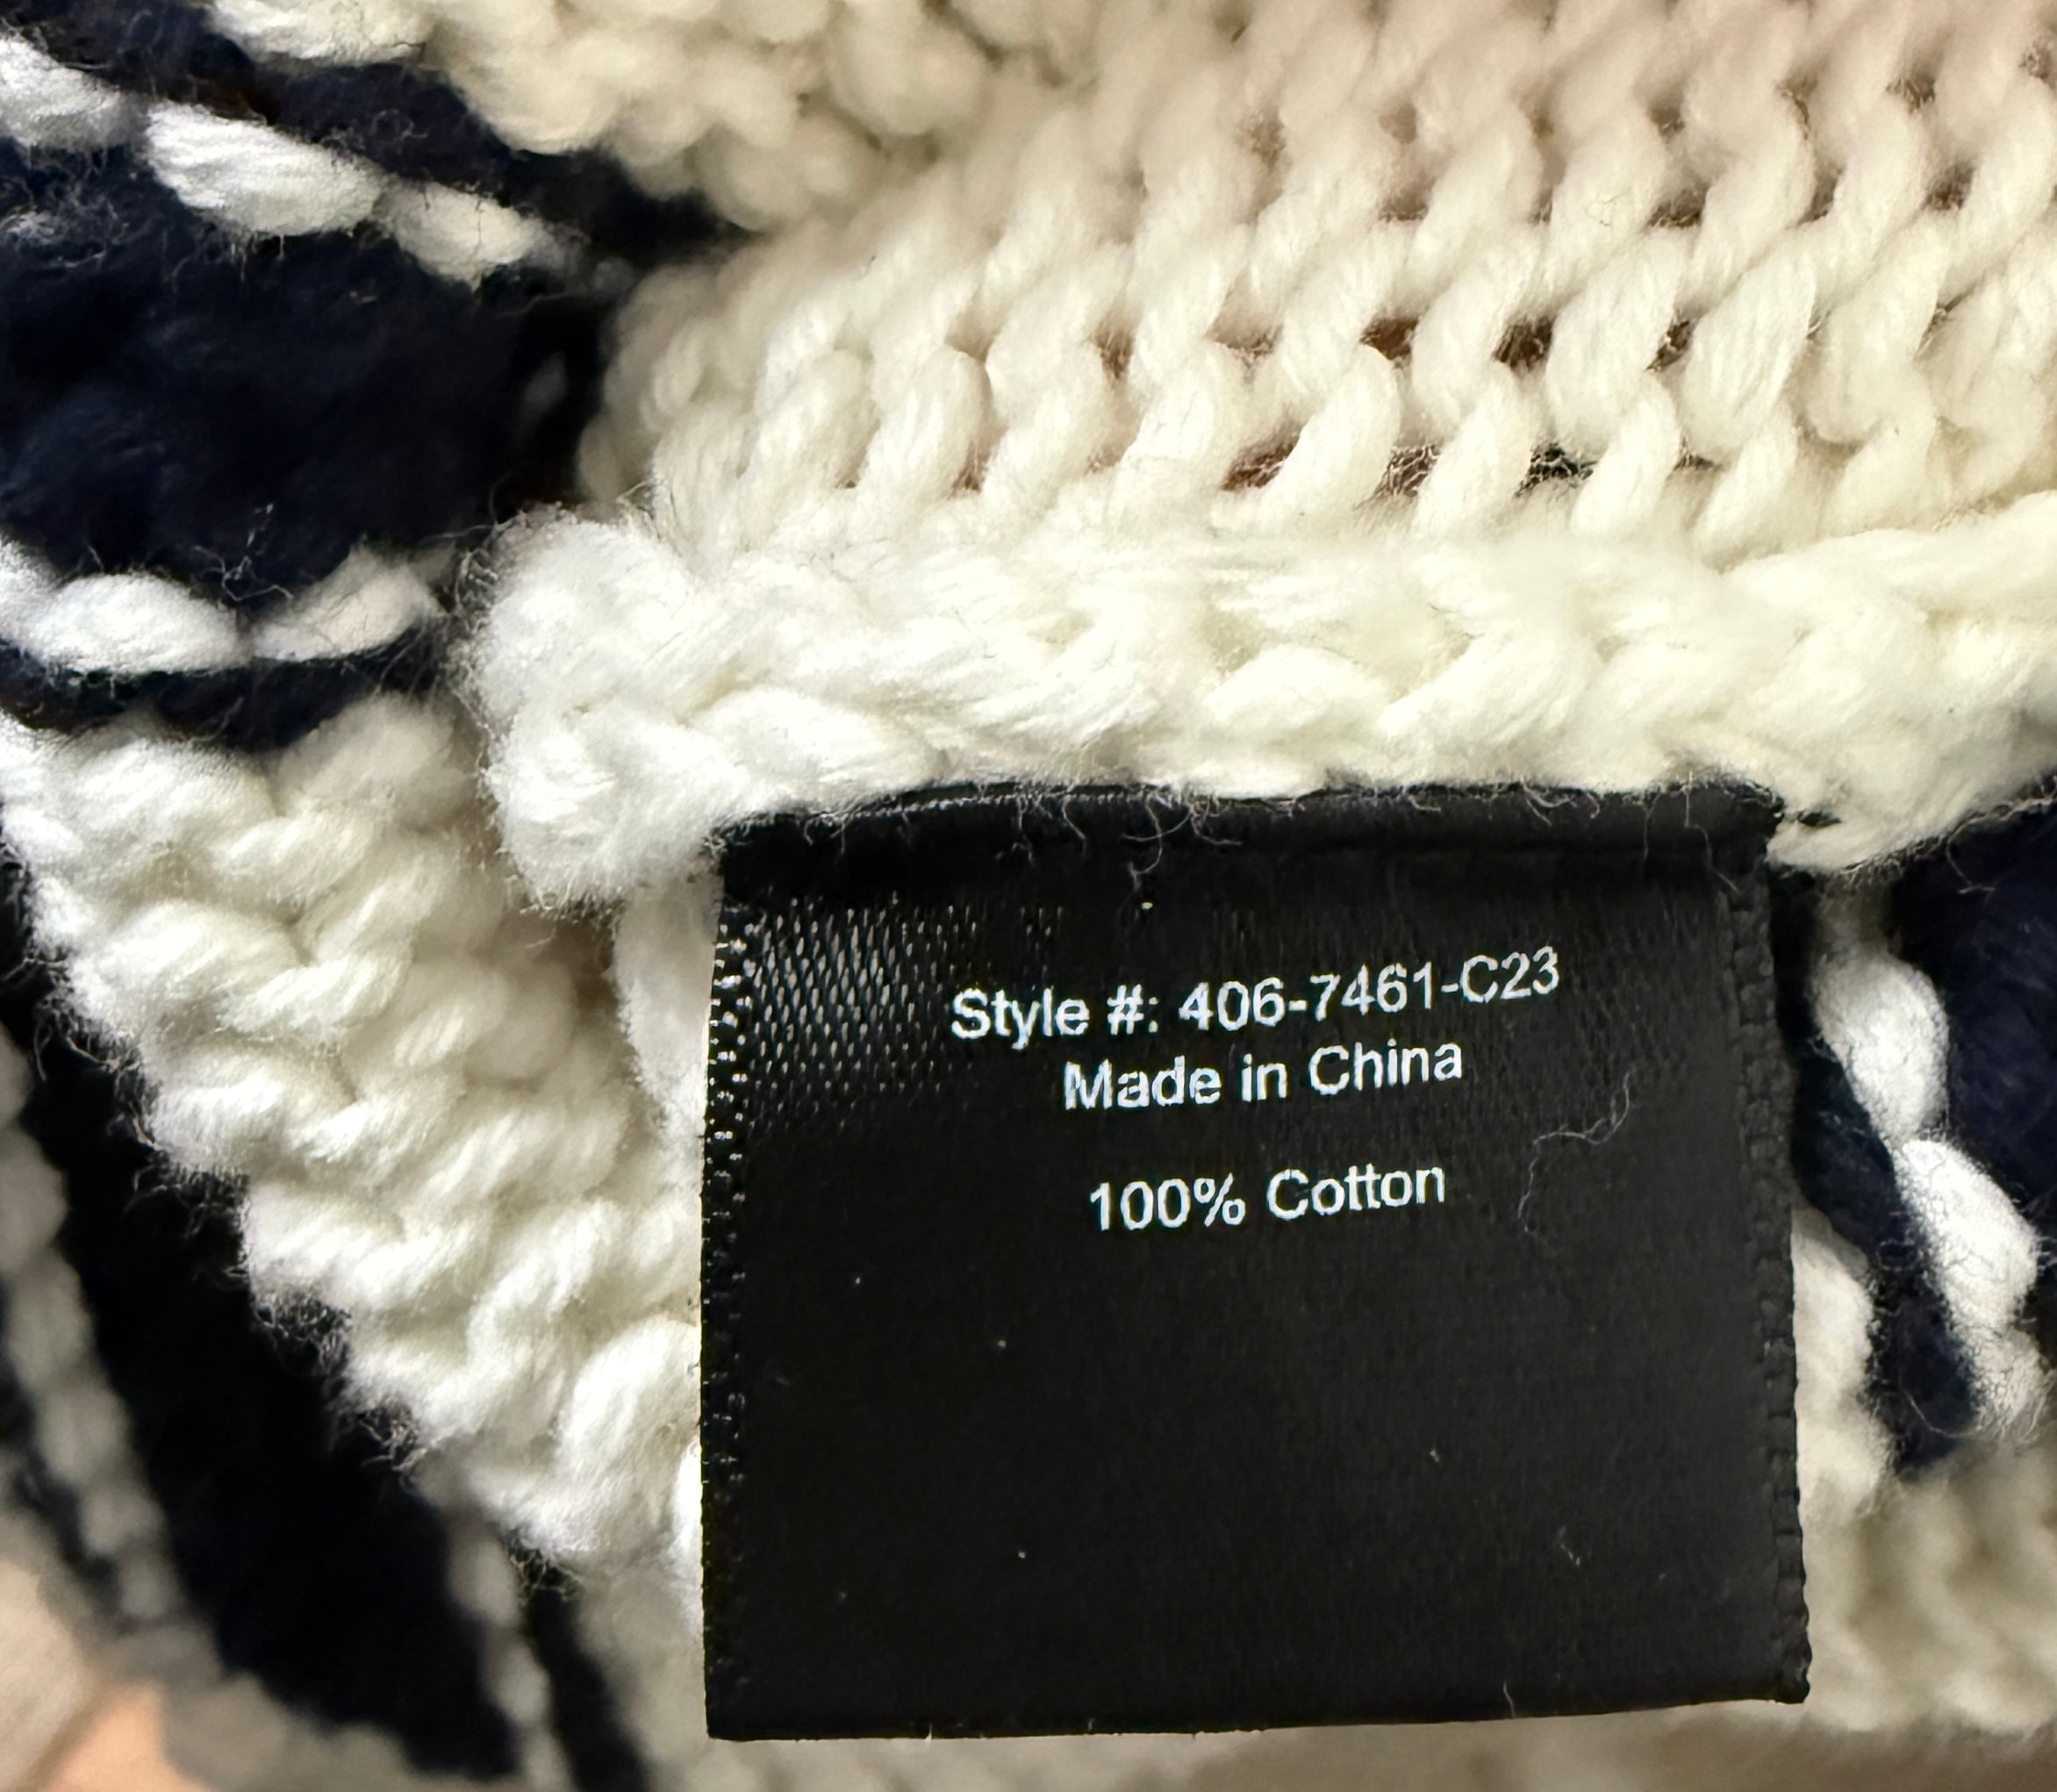 Style #: 406-7461-C23
Made in China
100% Cotton